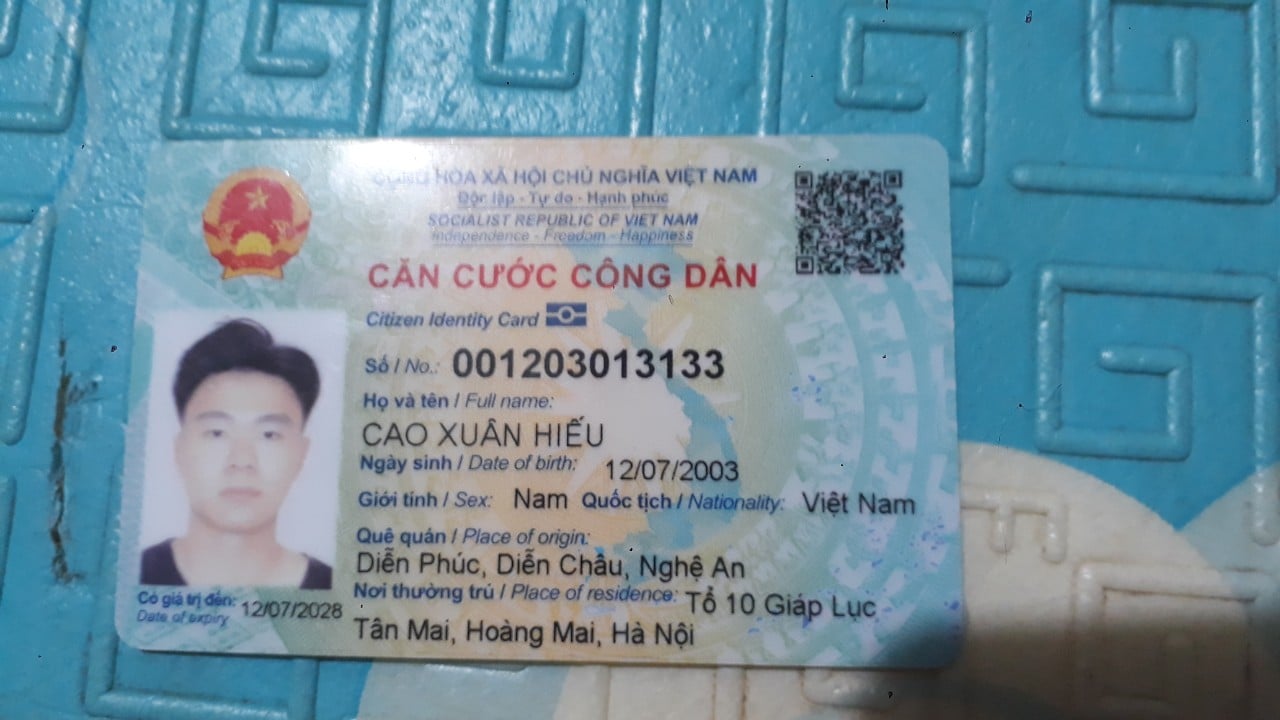 CỘNG HÒA XÃ HỘI CHỦ NGHĨA VIỆT NAM
Độc lập - Tự do - Hạnh phúc
SOCIALIST REPUBLIC OF VIET NAM
Independence - Freedom - Happiness
CĂN CƯỚC CÔNG DÂN
Citizen Identity Card
Số / No.: 001203013133
Họ và tên / Full name:
CAO XUÂN HIẾU
Ngày sinh / Date of birth: 12/07/2003
Giới tính / Sex: Nam Quốc tịch / Nationality: Việt Nam
Quê quán / Place of origin:
Diễn Phúc, Diễn Châu, Nghệ An
Nơi thường trú / Place of residence: Tổ 10 Giáp Lục
Tân Mai, Hoàng Mai, Hà Nội
Có giá trị đến: 12/07/2028
Date of expiry